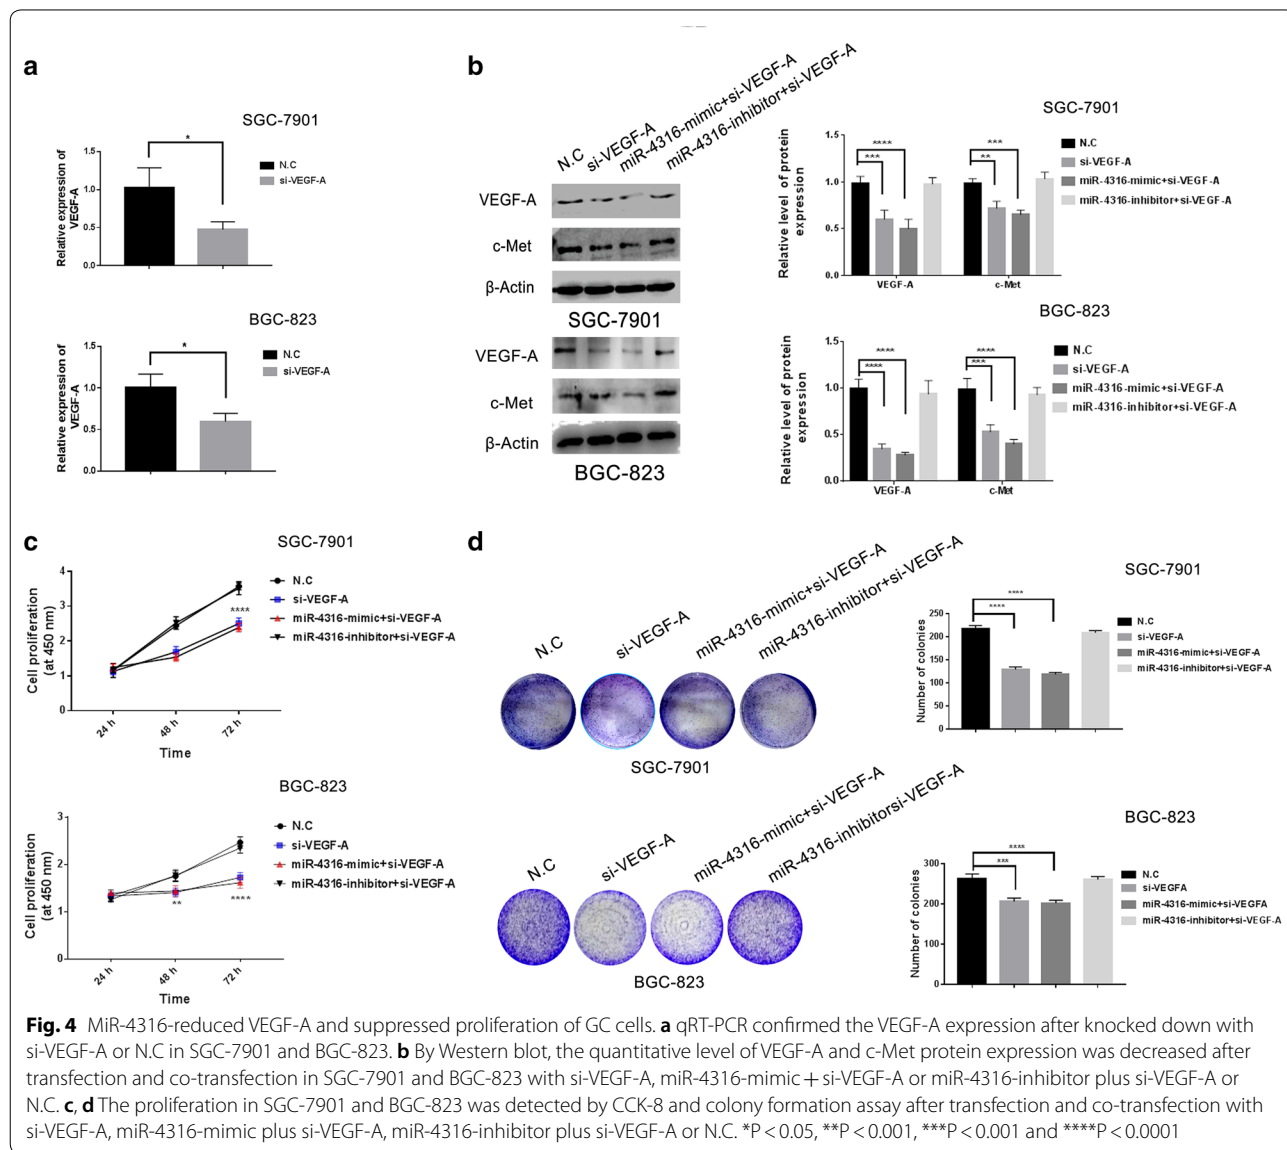 a
SGC-7901
*
Relative expression of
VEGF-A
1.5
1.0
0.5
0.0
N.C
si-VEGF-A
BGC-823
*
Relative expression of
VEGF-A
1.5
1.0
0.5
0.0
N.C
si-VEGF-A
b
N.C
si-VEGF-A
miR-4316-mimic+si-VEGF-A
miR-4316-inhibitor+si-VEGF-A
VEGF-A
c-Met
β-Actin
SGC-7901
VEGF-A
c-Met
β-Actin
BGC-823
SGC-7901
Relative level of protein
expression
1.5
1.0
0.5
0.0
****
***
***
**
VEGF-A
c-Met
N.C
si-VEGF-A
miR-4316-mimic+si-VEGF-A
miR-4316-inhibitor+si-VEGF-A
BGC-823
Relative level of protein
expression
1.5
1.0
0.5
0.0
****
****
****
***
VEGF-A
c-Met
N.C
si-VEGF-A
miR-4316-mimic+si-VEGF-A
miR-4316-inhibitor+si-VEGF-A
c
SGC-7901
Cell proliferation
(at 450 nm)
4
3
2
1
0
****
24 h
48 h
72 h
Time
N.C
si-VEGF-A
miR-4316-mimic+si-VEGF-A
miR-4316-inhibitor+si-VEGF-A
BGC-823
Cell proliferation
(at 450 nm)
3
2
1
0
**
****
24 h
48 h
72 h
Time
N.C
si-VEGF-A
miR-4316-mimic+si-VEGF-A
miR-4316-inhibitor+si-VEGF-A
d
N.C
si-VEGF-A
miR-4316-mimic+si-VEGF-A
miR-4316-inhibitor+si-VEGF-A
SGC-7901
N.C
si-VEGF-A
miR-4316-mimic+si-VEGF-A
miR-4316-inhibitorsi-VEGF-A
BGC-823
SGC-7901
Number of colonies
250
200
150
100
50
0
****
****
N.C
si-VEGF-A
miR-4316-mimic+si-VEGF-A
miR-4316-inhibitor+si-VEGF-A
BGC-823
Number of colonies
300
200
100
0
****
***
N.C
si-VEGFA
miR-4316-mimic+si-VEGFA
miR-4316-inhibitor+si-VEGF-A
Fig. 4 MiR-4316-reduced VEGF-A and suppressed proliferation of GC cells. a qRT-PCR confirmed the VEGF-A expression after knocked down with
si-VEGF-A or N.C in SGC-7901 and BGC-823. b By Western blot, the quantitative level of VEGF-A and c-Met protein expression was decreased after
transfection and co-transfection in SGC-7901 and BGC-823 with si-VEGF-A, miR-4316-mimic + si-VEGF-A or miR-4316-inhibitor plus si-VEGF-A or
N.C. c, d The proliferation in SGC-7901 and BGC-823 was detected by CCK-8 and colony formation assay after transfection and co-transfection with
si-VEGF-A, miR-4316-mimic plus si-VEGF-A, miR-4316-inhibitor plus si-VEGF-A or N.C. *P < 0.05, **P < 0.001, ***P < 0.001 and ****P < 0.0001